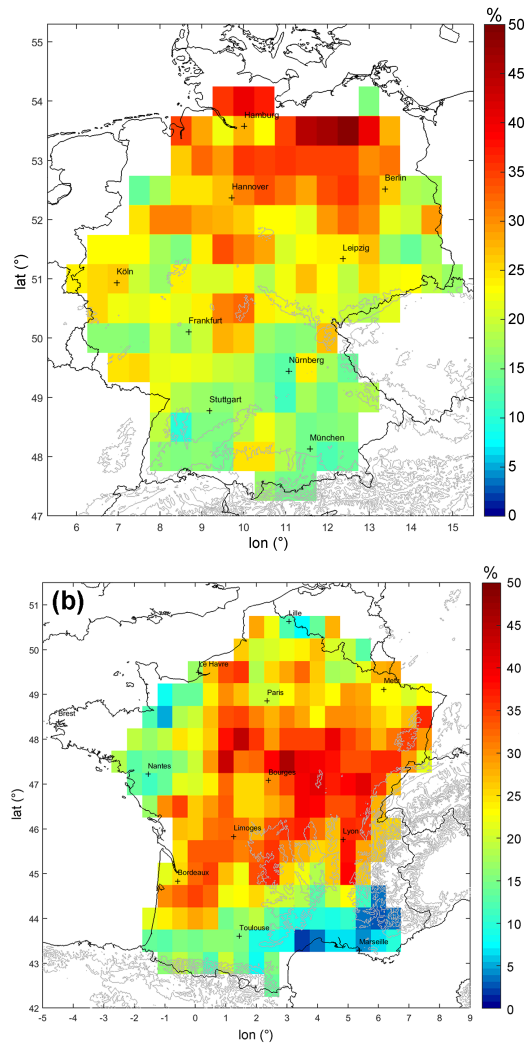 %
55
54
53
52
51
50
49
48
47
lat (°)
6 7 8 9 10 11 12 13 14 15
lon (°)
50
45
40
35
30
25
20
15
10
5
0
Hamburg
Berlin
Hannover
Leipzig
Köln
Frankfurt
Nürnberg
Stuttgart
München
(b)
%
51
50
49
48
47
46
45
44
43
42
lat (°)
-5 -4 -3 -2 -1 0 1 2 3 4 5 6 7 8 9
lon (°)
50
45
40
35
30
25
20
15
10
5
0
Lille
Le Havre
Metz
Paris
Brest
Nantes
Bourges
Limoges
Lyon
Bordeaux
Toulouse
Marseille